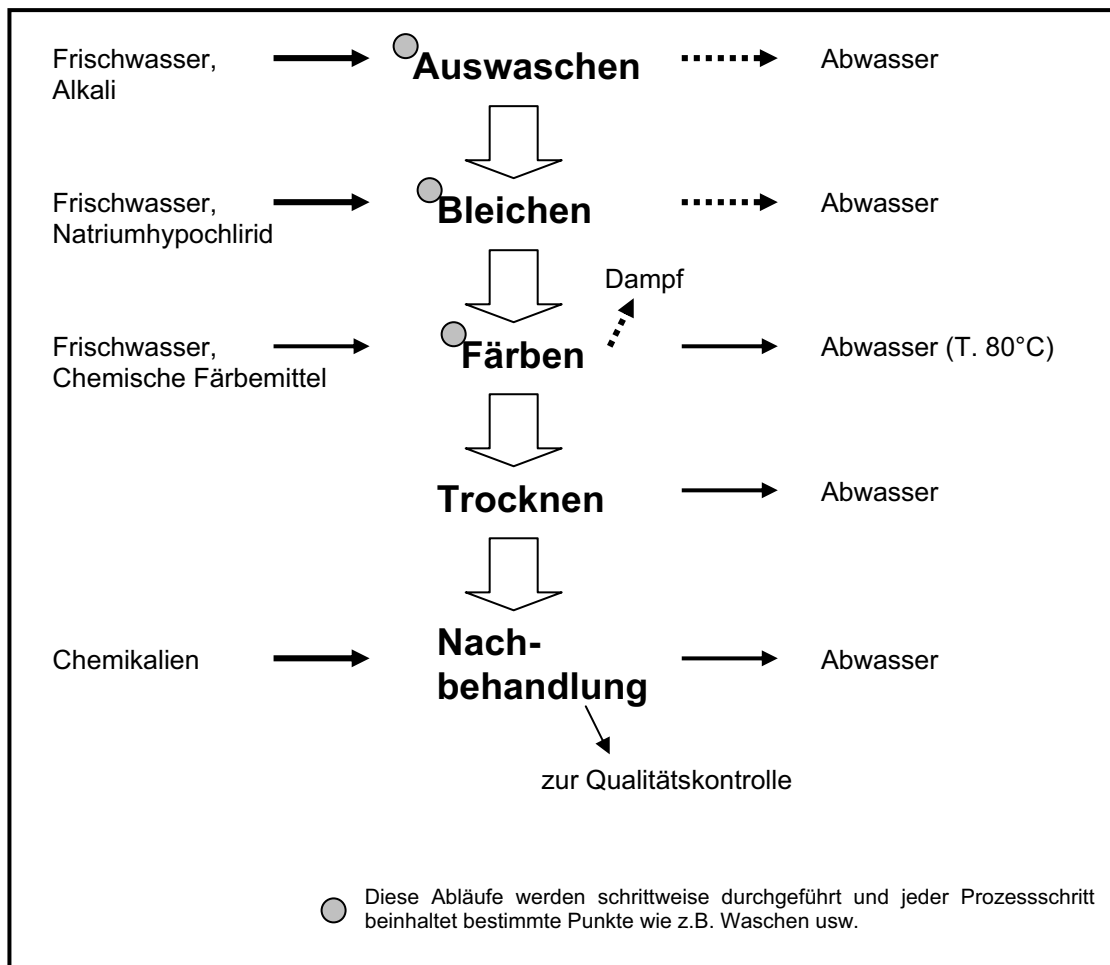 Frischwasser,
Alkali
Auswaschen
Abwasser
Frischwasser,
Natriumhypochlirid
Bleichen
Abwasser
Dampf
Frischwasser,
Chemische Färbemittel
Färben
Abwasser (T. 80°C)
Trocknen
Abwasser
Chemikalien
Nach-
behandlung
Abwasser
zur Qualitätskontrolle
Diese Abläufe werden schrittweise durchgeführt und jeder Prozessschritt
beinhaltet bestimmte Punkte wie z.B. Waschen usw.